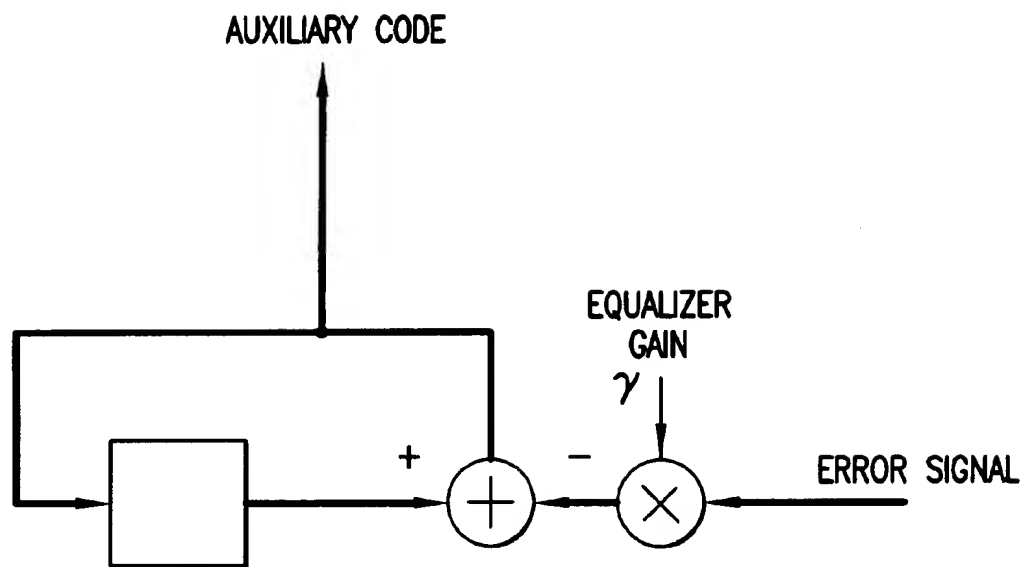 AUXILIARY CODE
EQUALIZER
GAIN
γ
+
−
ERROR SIGNAL